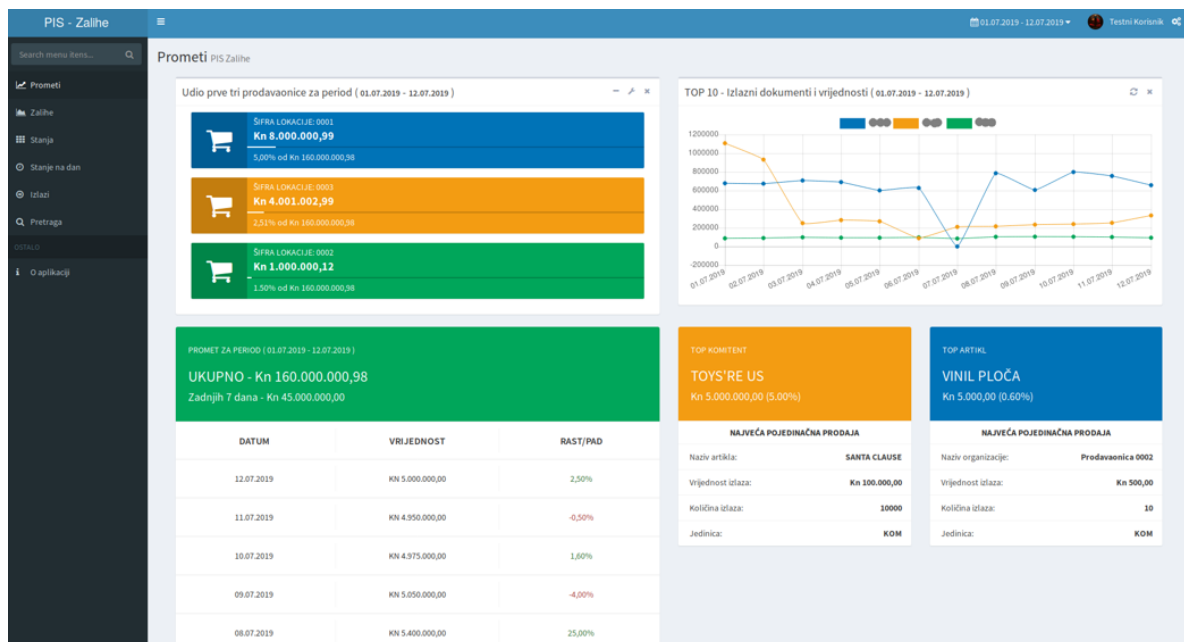 PIS - Zalihe
01.07.2019 - 12.07.2019
Testni Korisnik
Search menu itens...
Prometi
Zalihe
Stanja
Stanje na dan
Izlazi
Pretraga
OSTALO
O aplikaciji
Prometi PIS Zalihe
Udio prve tri prodavaonice za period ( 01.07.2019 - 12.07.2019 )
ŠIFRA LOKACIJE: 0001
Kn 8.000.000,99
5,00% od Kn 160.000.000,98
ŠIFRA LOKACIJE: 0003
Kn 4.001.002,99
2,51% od Kn 160.000.000,98
ŠIFRA LOKACIJE: 0002
Kn 1.000.000,12
1.50% od Kn 160.000.000,98
TOP 10 - Izlazni dokumenti i vrijednosti ( 01.07.2019 - 12.07.2019 )
1200000
1000000
800000
600000
400000
200000
0
-200000
01.07.2019 02.07.2019 03.07.2019 04.07.2019 05.07.2019 06.07.2019 07.07.2019 08.07.2019 09.07.2019 10.07.2019 11.07.2019 12.07.2019
PROMET ZA PERIOD ( 01.07.2019 - 12.07.2019 )
UKUPNO - Kn 160.000.000,98
Zadnjih 7 dana - Kn 45.000.000,00
DATUM VRIJEDNOST RAST/PAD
12.07.2019 KN 5.000.000,00 2,50%
11.07.2019 KN 4.950.000,00 -0,50%
10.07.2019 KN 4.975.000,00 1,60%
09.07.2019 KN 5.050.000,00 -4,00%
08.07.2019 KN 5.400.000,00 25,00%
TOP KOMITENT
TOYS'RE US
Kn 5.000.000,00 (5.00%)
NAJVEĆA POJEDINAČNA PRODAJA
Naziv artikla: SANTA CLAUSE
Vrijednost izlaza: Kn 100.000,00
Količina izlaza: 10000
Jedinica: KOM
TOP ARTIKL
VINIL PLOČA
Kn 5.000,00 (0.60%)
NAJVEĆA POJEDINAČNA PRODAJA
Naziv organizacije: Prodavaonica 0002
Vrijednost izlaza: Kn 500,00
Količina izlaza: 10
Jedinica: KOM